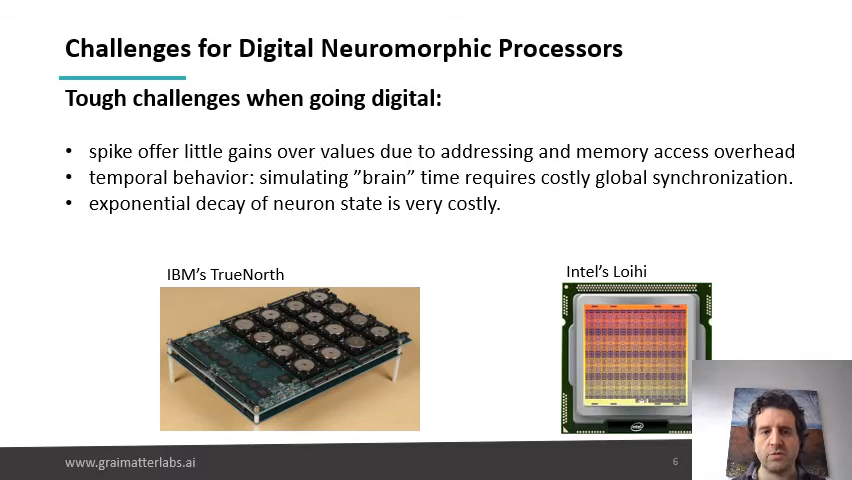 Challenges for Digital Neuromorphic Processors
Tough challenges when going digital:
• spike offer little gains over values due to addressing and memory access overhead
• temporal behavior: simulating ”brain” time requires costly global synchronization.
• exponential decay of neuron state is very costly.
IBM’s TrueNorth
Intel’s Loihi
intel
www.graimatterlabs.ai
6